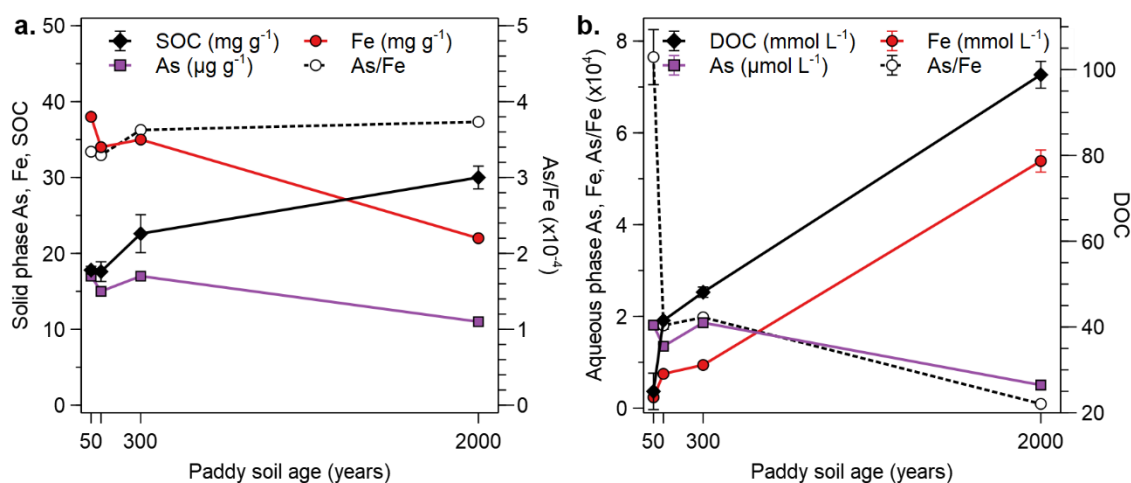 a.
SOC (mg g⁻¹) Fe (mg g⁻¹)
As (µg g⁻¹) As/Fe
Solid phase As, Fe, SOC
50
40
30
20
10
0
As/Fe (x10⁻⁴)
5
4
3
2
1
0
50 300 2000
Paddy soil age (years)
b.
DOC (mmol L⁻¹) Fe (mmol L⁻¹)
As (µmol L⁻¹) As/Fe
Aqueous phase As, Fe, As/Fe (x10⁴)
8
6
4
2
0
DOC
100
80
60
40
20
50 300 2000
Paddy soil age (years)